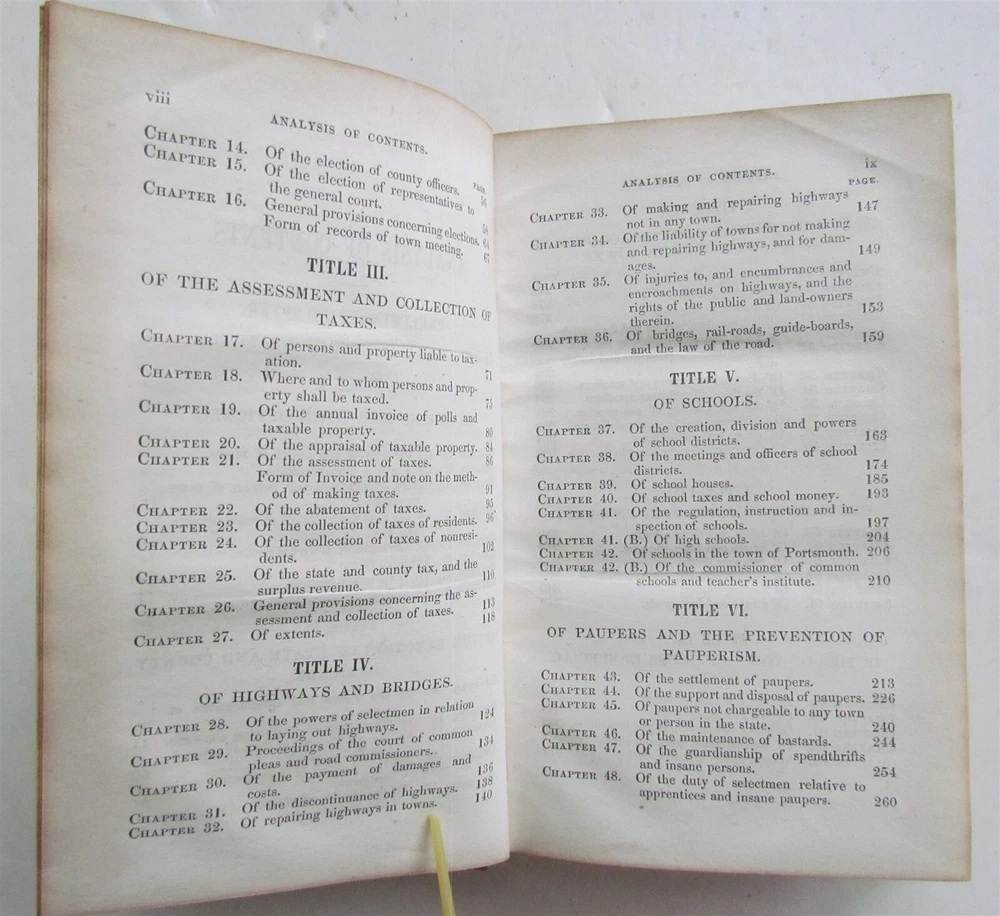 viii
ANALYSIS OF CONTENTS.
PAGE.
CHAPTER 14. Of the election of county officers. 56
CHAPTER 15. Of the election of representatives to
the general court. 58
CHAPTER 16. General provisions concerning elections. 64
Form of records of town meeting. 67
TITLE III.
OF THE ASSESSMENT AND COLLECTION OF
TAXES.
CHAPTER 17. Of persons and property liable to tax-
ation. 71
CHAPTER 18. Where and to whom persons and prop-
erty shall be taxed. 75
CHAPTER 19. Of the annual invoice of polls and
taxable property. 80
CHAPTER 20. Of the appraisal of taxable property. 84
CHAPTER 21. Of the assessment of taxes. 86
Form of Invoice and note on the meth-
od of making taxes. 91
CHAPTER 22. Of the abatement of taxes. 95
CHAPTER 23. Of the collection of taxes of residents. 96
CHAPTER 24. Of the collection of taxes of nonresi-
dents. 102
CHAPTER 25. Of the state and county tax, and the
surplus revenue. 110
CHAPTER 26. General provisions concerning the as-
sessment and collection of taxes. 113
CHAPTER 27. Of extents. 118
TITLE IV.
OF HIGHWAYS AND BRIDGES.
CHAPTER 28. Of the powers of selectmen in relation
to laying out highways. 124
CHAPTER 29. Proceedings of the court of common
pleas and road commissioners. 134
CHAPTER 30. Of the payment of damages and
costs. 136
CHAPTER 31. Of the discontinuance of highways. 138
CHAPTER 32. Of repairing highways in towns. 140
ix
ANALYSIS OF CONTENTS.
PAGE.
CHAPTER 33. Of making and repairing highways
not in any town. 147
CHAPTER 34. Of the liability of towns for not making
and repairing highways, and for dam-
ages. 149
CHAPTER 35. Of injuries to, and encumbrances and
encroachments on highways, and the
rights of the public and land-owners
therein. 153
CHAPTER 36. Of bridges, rail-roads, guide-boards,
and the law of the road. 159
TITLE V.
OF SCHOOLS.
CHAPTER 37. Of the creation, division and powers
of school districts. 163
CHAPTER 38. Of the meetings and officers of school
districts. 174
CHAPTER 39. Of school houses. 185
CHAPTER 40. Of school taxes and school money. 193
CHAPTER 41. Of the regulation, instruction and in-
spection of schools. 197
CHAPTER 41. (B.) Of high schools. 204
CHAPTER 42. Of schools in the town of Portsmouth. 206
CHAPTER 42. (B.) Of the commissioner of common
schools and teacher's institute. 210
TITLE VI.
OF PAUPERS AND THE PREVENTION OF
PAUPERISM.
CHAPTER 43. Of the settlement of paupers. 213
CHAPTER 44. Of the support and disposal of paupers. 226
CHAPTER 45. Of paupers not chargeable to any town
or person in the state. 240
CHAPTER 46. Of the maintenance of bastards. 244
CHAPTER 47. Of the guardianship of spendthrifts
and insane persons. 254
CHAPTER 48. Of the duty of selectmen relative to
apprentices and insane paupers. 260